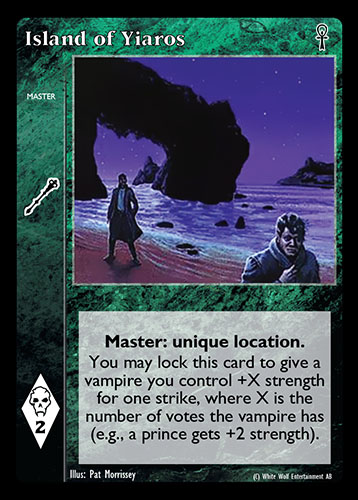 Island of Yiaros
MASTER
Master: unique location.
You may lock this card to give a
vampire you control +X strength
for one strike, where X is the
number of votes the vampire has
(e.g., a prince gets +2 strength).
2
Illus: Pat Morrissey
(C) White Wolf Entertainment AB